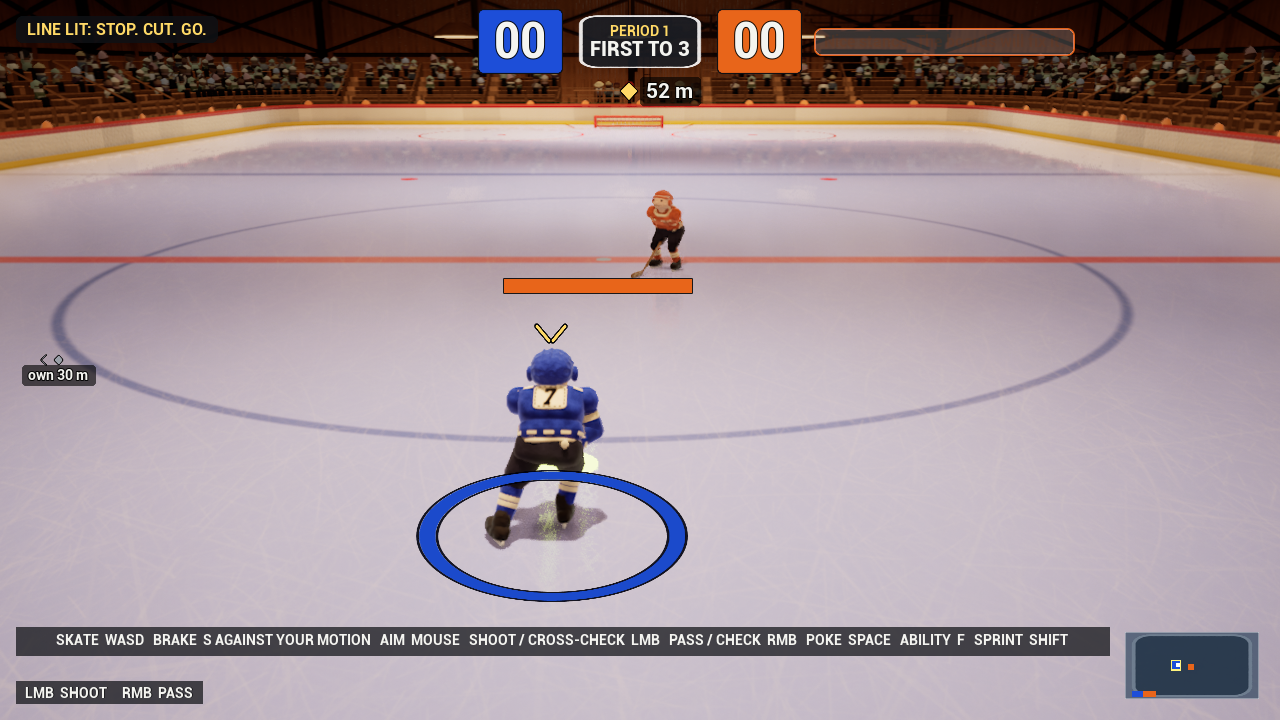 LINE LIT: STOP. CUT. GO.
00
PERIOD 1
FIRST TO 3
00
52 m
own 30 m
7
SKATE WASD BRAKE S AGAINST YOUR MOTION AIM MOUSE SHOOT / CROSS-CHECK LMB PASS / CHECK RMB POKE SPACE ABILITY F SPRINT SHIFT
LMB SHOOT RMB PASS